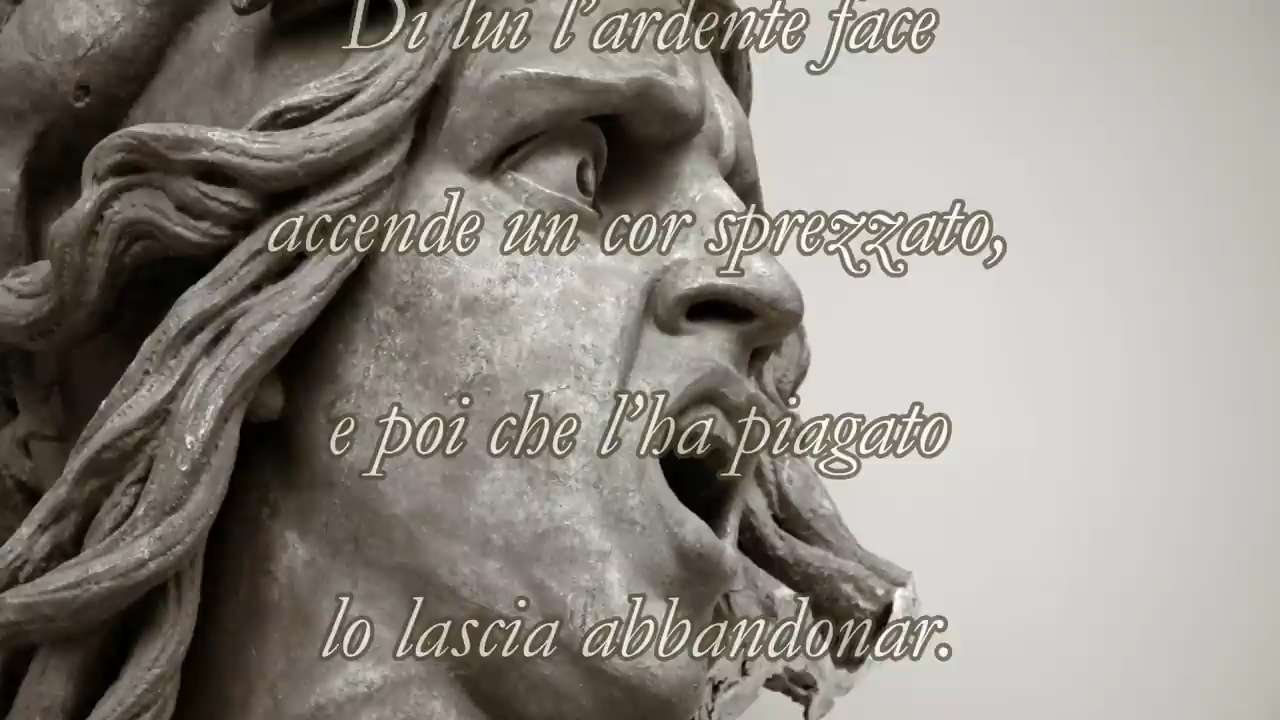 Di lui l'ardente face
accende un cor sprezzato,
e poi che l'ha piagato
lo lascia abbandonar.